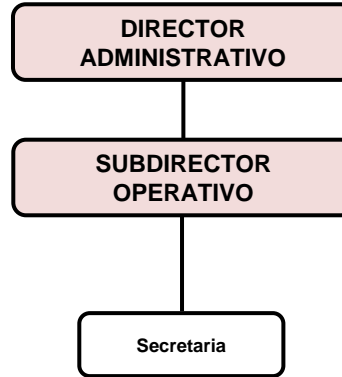 DIRECTOR
ADMINISTRATIVO
SUBDIRECTOR
OPERATIVO
Secretaria